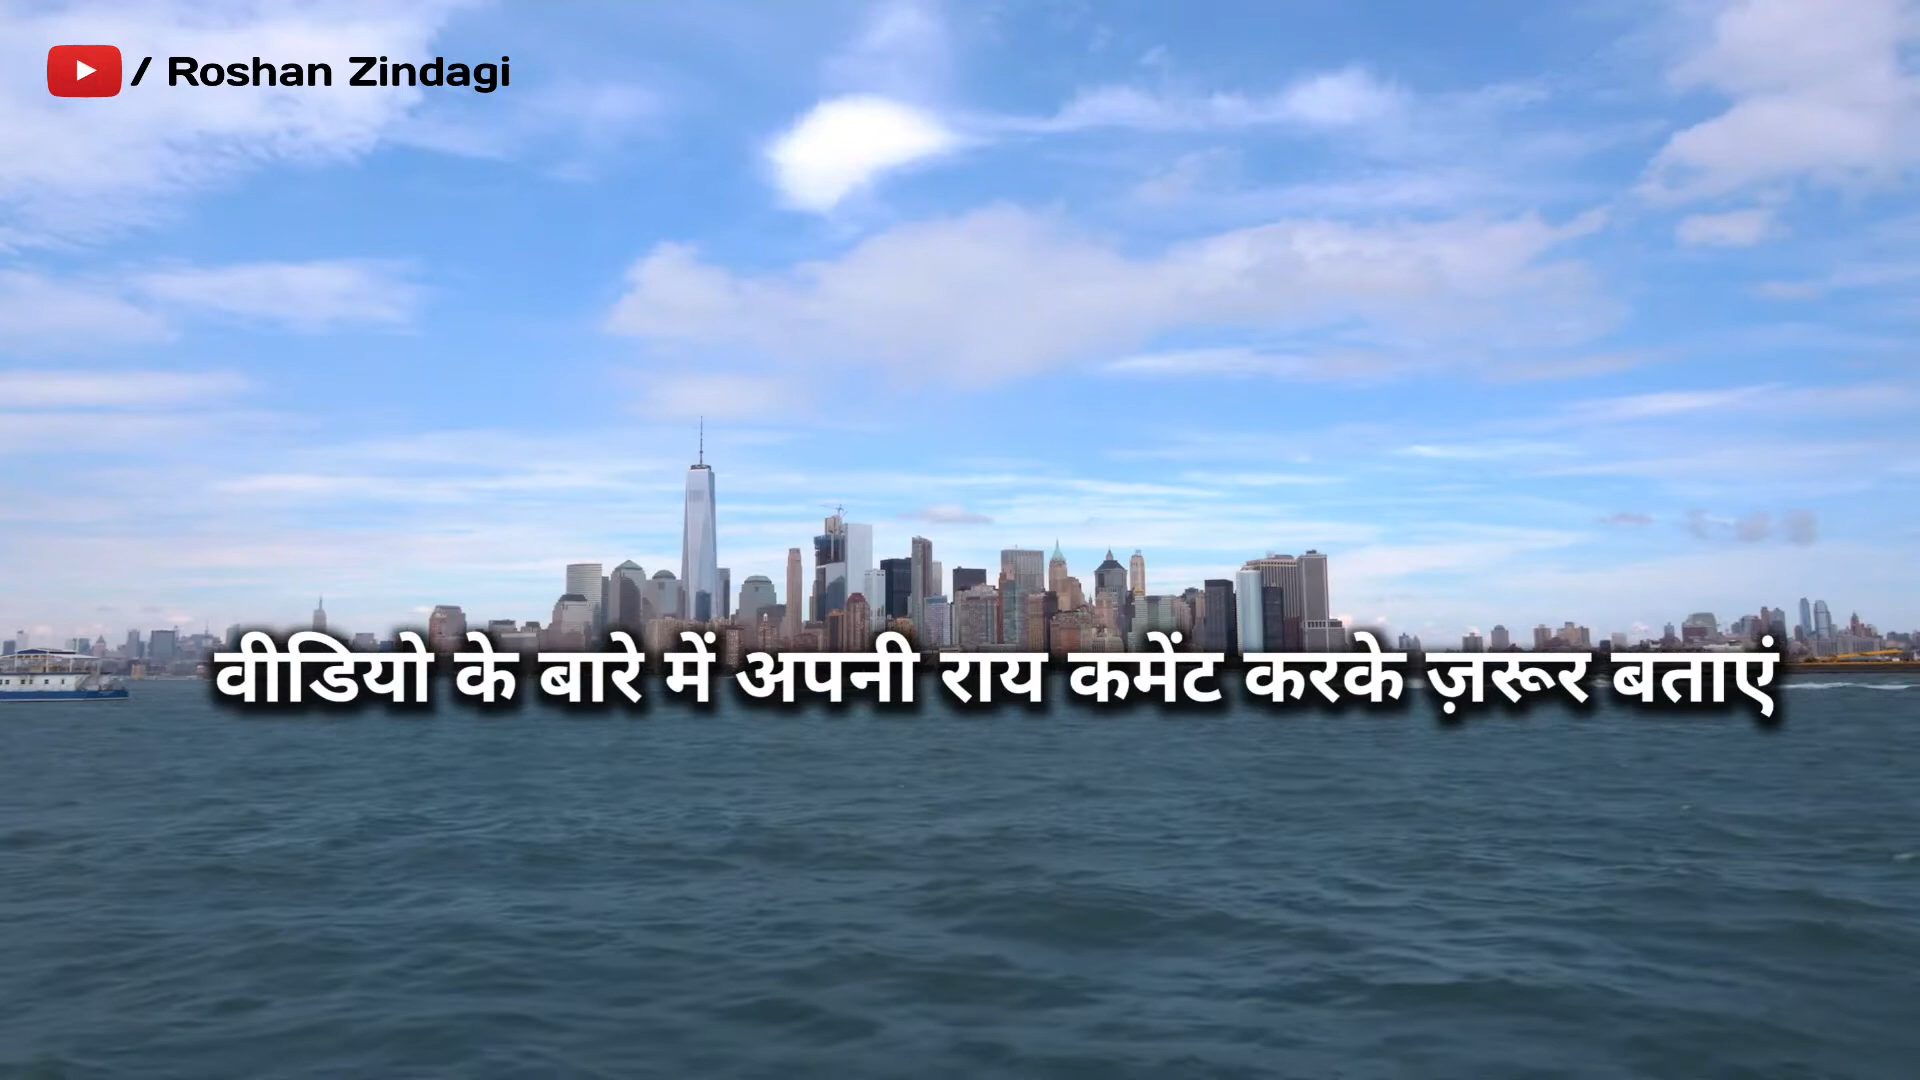 / Roshan Zindagi
वीडियो के बारे में अपनी राय कमेंट करके ज़रूर बताएं